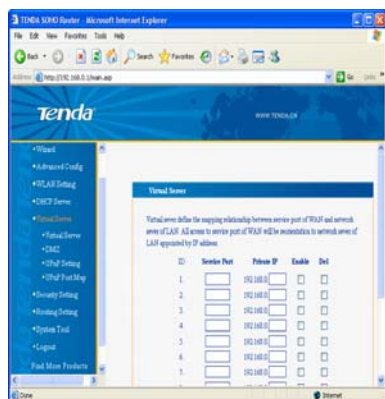 TENDA SOHO Router - Microsoft Internet Explorer
File Edit View Favorites Tools Help
Back Search Favorites
Address http://192.168.0.1/main.asp Go Links
Tenda
WWW.TENDA.CN
Wizard
Advanced Config
WLAN Setting
DHCP Server
Virtual Server
Virtual Server
DMZ
UPnP Setting
UPnP Port Map
Security Setting
Routing Setting
System Tool
Logout
Find More Products
Virtual Server
Virtual server define the mapping relationship between service port of WAN and network
sever of LAN. All access to service port of WAN will be reorientation to network sever of
LAN appointed by IP address.
ID Service Port Private IP Enable Del
1. 192.168.0.
2. 192.168.0.
3. 192.168.0.
4. 192.168.0.
5. 192.168.0.
6. 192.168.0.
7. 192.168.0.
Done Internet